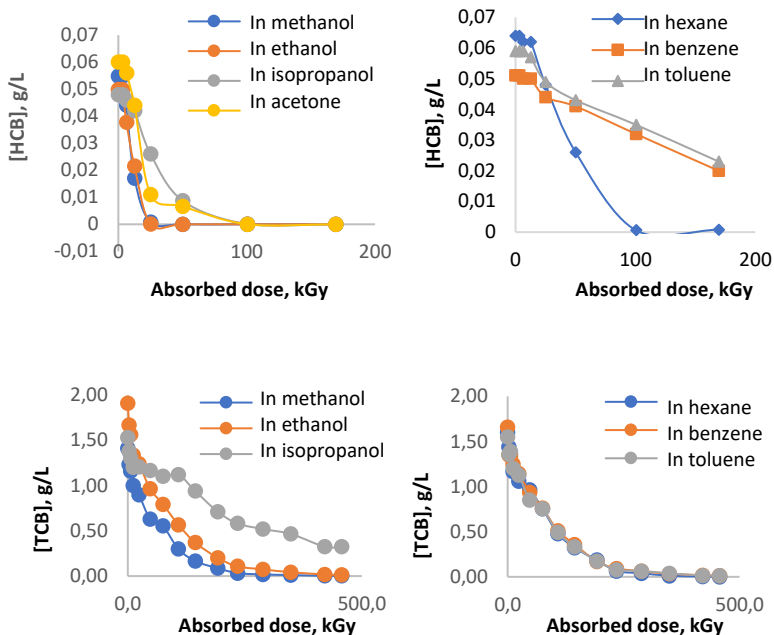 0,07
0,06
0,05
0,04
0,03
0,02
0,01
0
-0,01
[HCB], g/L
In methanol
In ethanol
In isopropanol
In acetone
0
100
200
Absorbed dose, kGy
0,07
0,06
0,05
0,04
0,03
0,02
0,01
0
[HCB], g/L
In hexane
In benzene
In toluene
0
100
200
Absorbed dose, kGy
2,00
1,50
1,00
0,50
0,00
[TCB], g/L
In methanol
In ethanol
In isopropanol
0,0
500,0
Absorbed dose, kGy
2,00
1,50
1,00
0,50
0,00
[TCB], g/L
In hexane
In benzene
In toluene
0,0
500,0
Absorbed dose, kGy